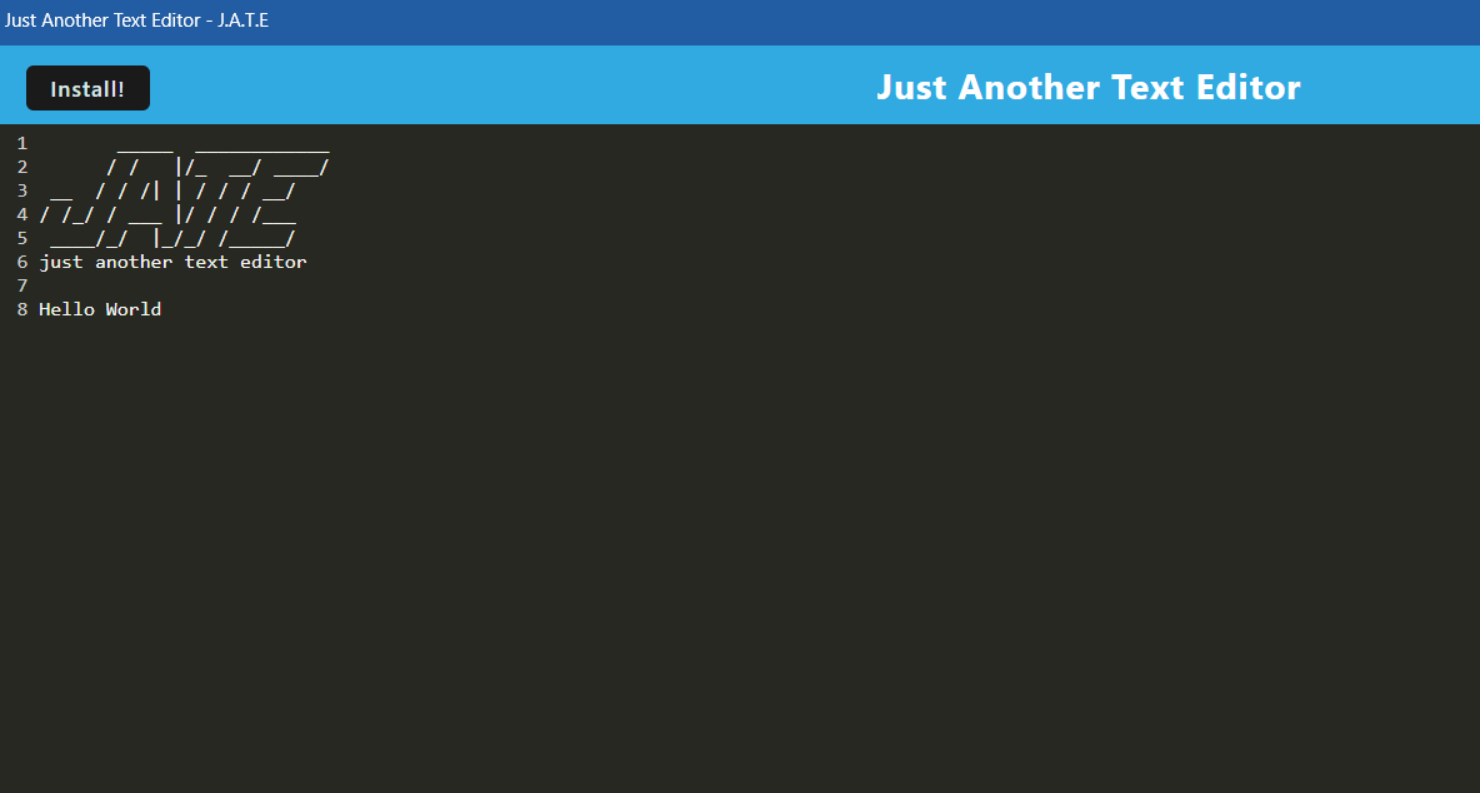 Just Another Text Editor - J.A.T.E
Install!
Just Another Text Editor
1        _____  ____________
2       / /   |/_  __/ ____/
3  __  / / /| | / / / __/
4 / /_/ / ___ |/ / / /___
5  ____/_/  |_/_/ /_____/
6 just another text editor
7
8 Hello World